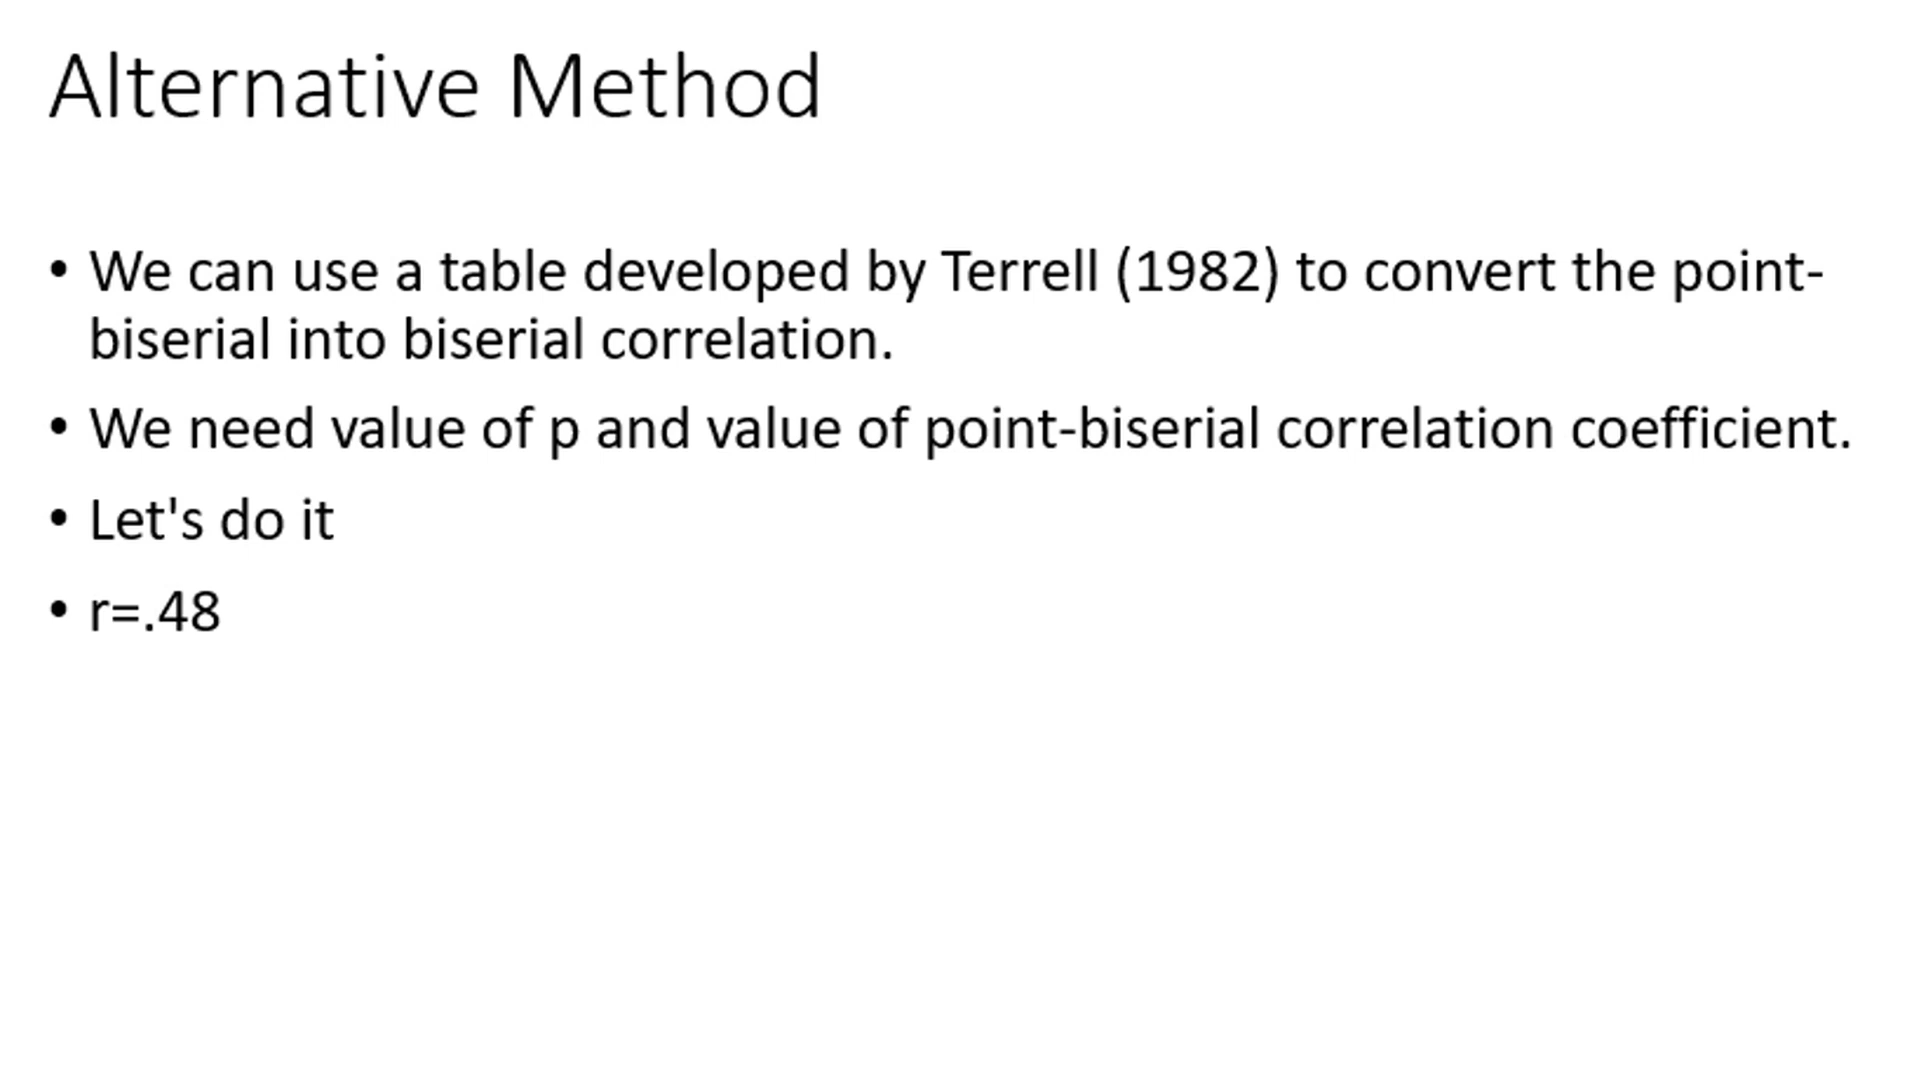 Alternative Method
• We can use a table developed by Terrell (1982) to convert the point-
biserial into biserial correlation.
• We need value of p and value of point-biserial correlation coefficient.
• Let's do it
• r=.48